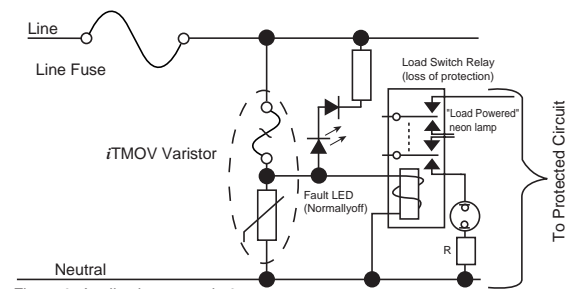 Line
Line Fuse
Load Switch Relay
(loss of protection)
"Load Powered"
neon lamp
iTMOV Varistor
Fault LED
(Normallyoff)
To Protected Circuit
R
Neutral